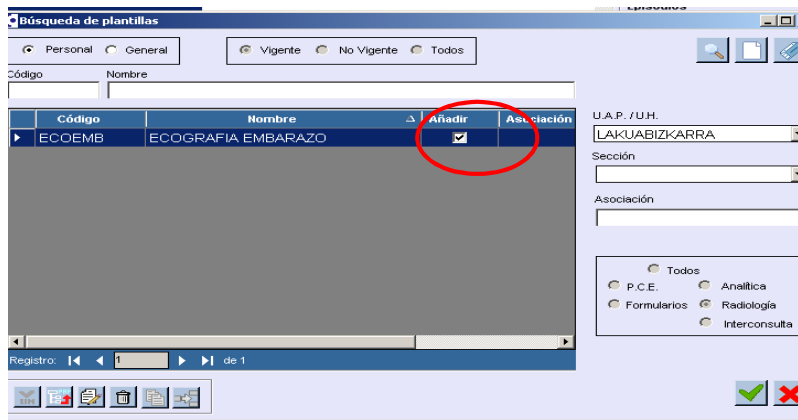 Episodios
Búsqueda de plantillas
Personal General Vigente No Vigente Todos
Código Nombre
Código Nombre Añadir Asociación
ECOEMB ECOGRAFIA EMBARAZO
U.A.P. / U.H.
LAKUABIZKARRA
Sección
Asociación
Todos
P.C.E. Analítica
Formularios Radiología
Interconsulta
Registro: 1 de 1